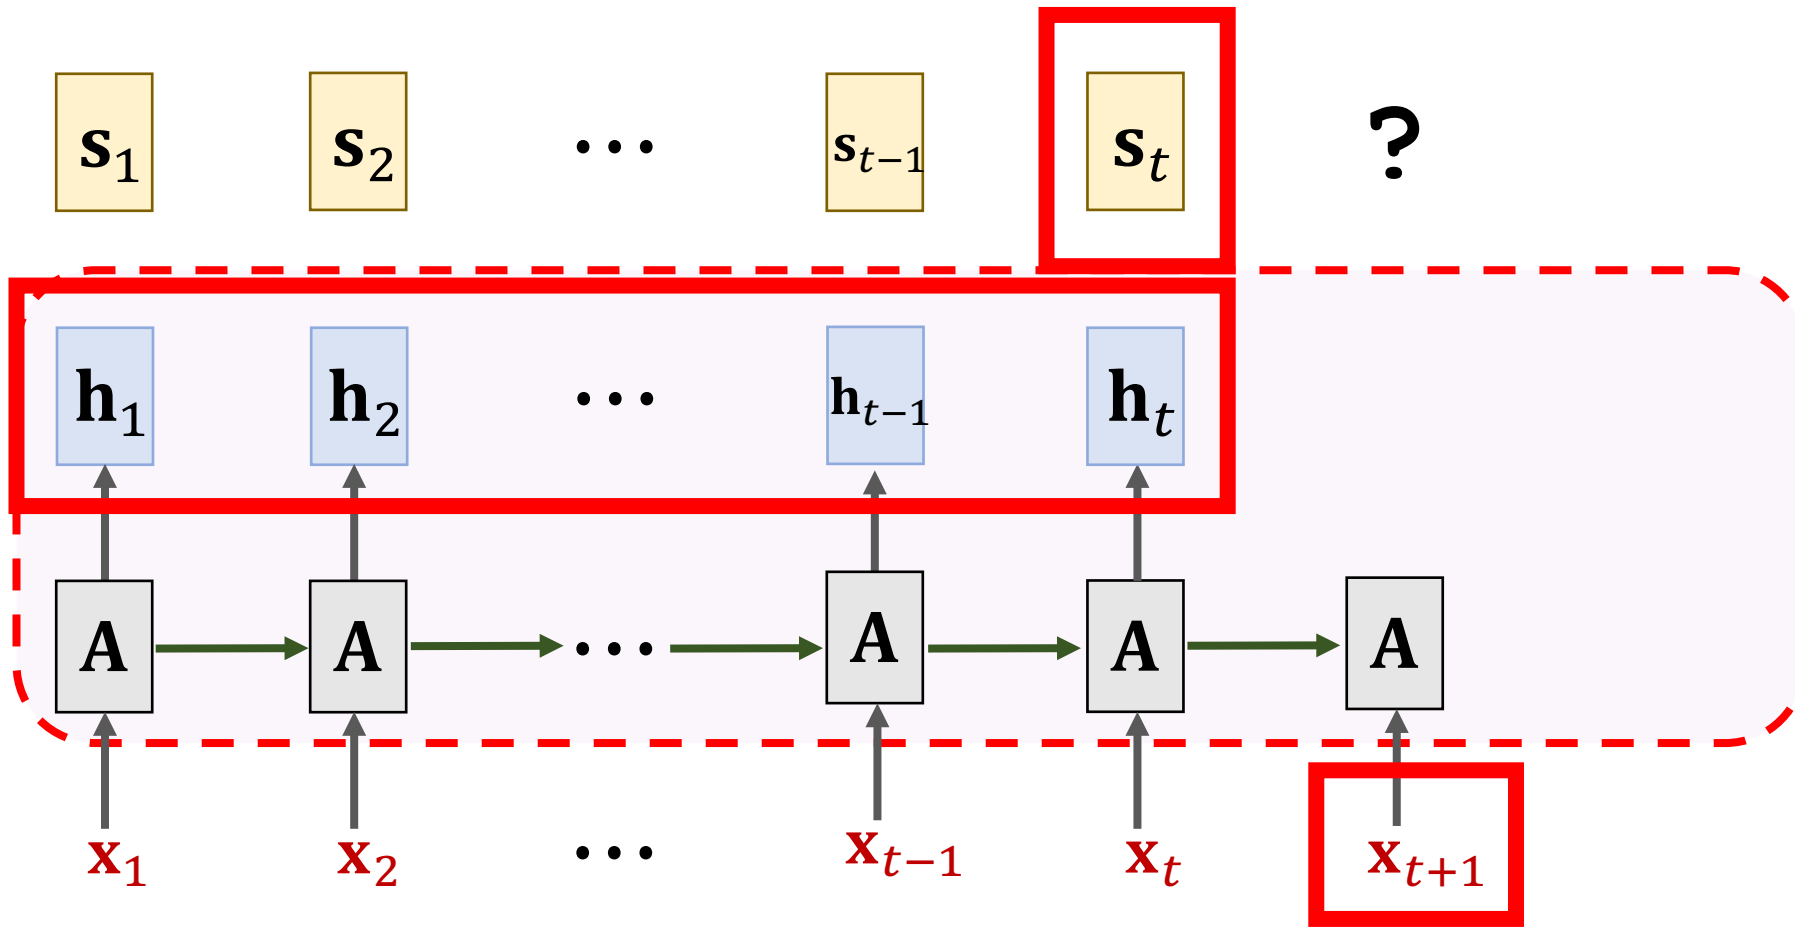 s₁ s₂ ⋯ sₜ₋₁ sₜ ?
h₁ h₂ ⋯ hₜ₋₁ hₜ
A A ⋯ A A A
x₁ x₂ ⋯ xₜ₋₁ xₜ xₜ₊₁